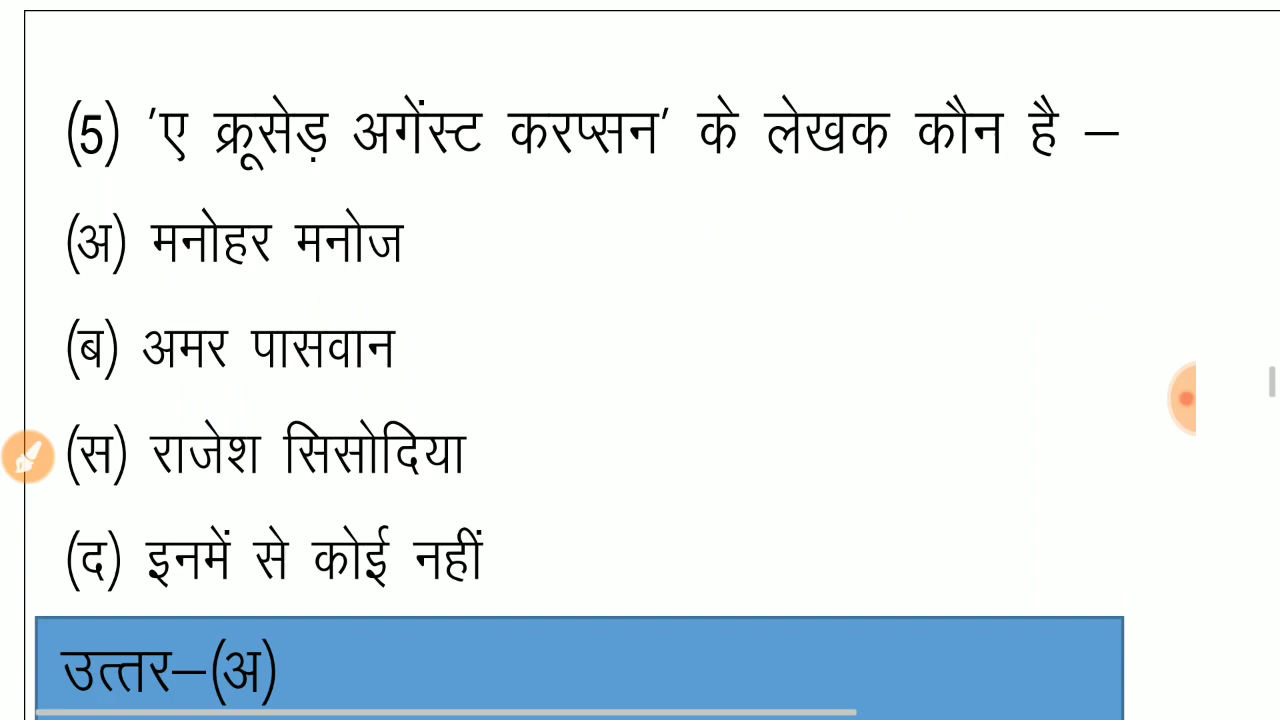 (5) 'ए क्रूसेड़ अगेंस्ट करप्सन' के लेखक कौन है –
(अ) मनोहर मनोज
(ब) अमर पासवान
(स) राजेश सिसोदिया
(द) इनमें से कोई नहीं
उत्तर–(अ)